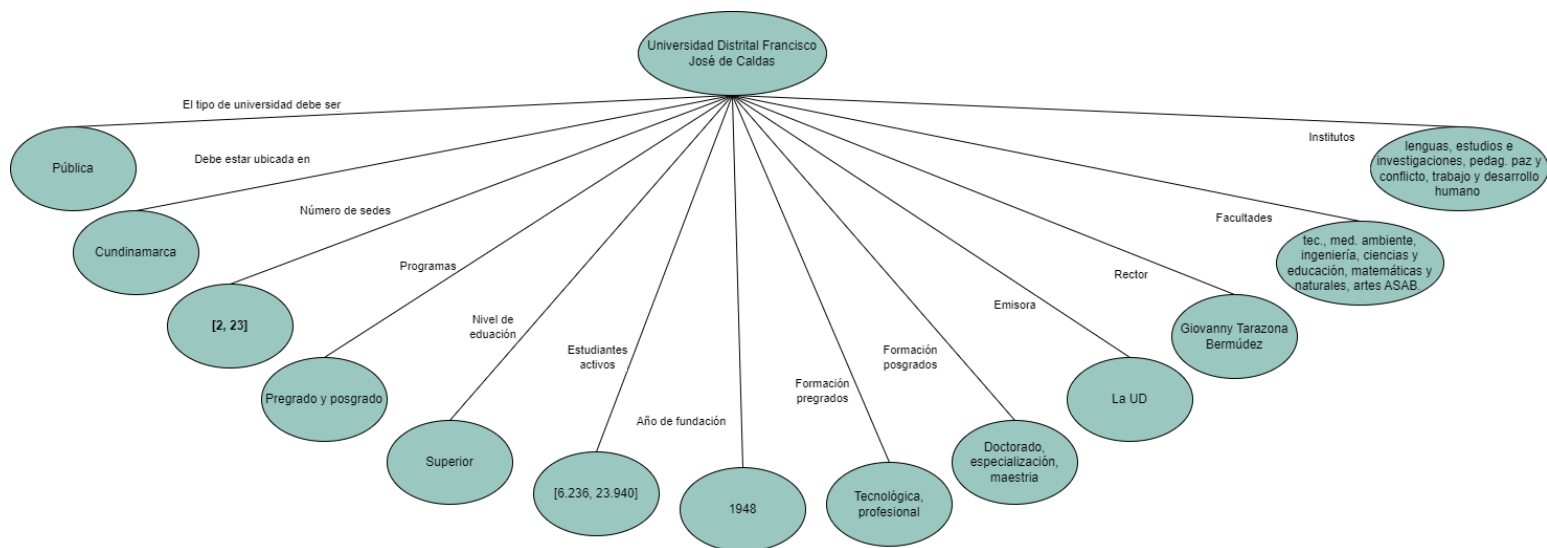 Universidad Distrital Francisco
José de Caldas
El tipo de universidad debe ser
Pública
Debe estar ubicada en
Cundinamarca
Número de sedes
[2, 23]
Programas
Pregrado y posgrado
Nivel de
eduación
Superior
Estudiantes
activos
[6.236, 23.940]
Año de fundación
1948
Formación
pregrados
Tecnológica,
profesional
Formación
posgrados
Doctorado,
especialización,
maestria
Emisora
La UD
Rector
Giovanny Tarazona
Bermúdez
Facultades
tec., med. ambiente,
ingeniería, ciencias y
educación, matemáticas y
naturales, artes ASAB.
Institutos
lenguas, estudios e
investigaciones, pedag. paz y
conflicto, trabajo y desarrollo
humano